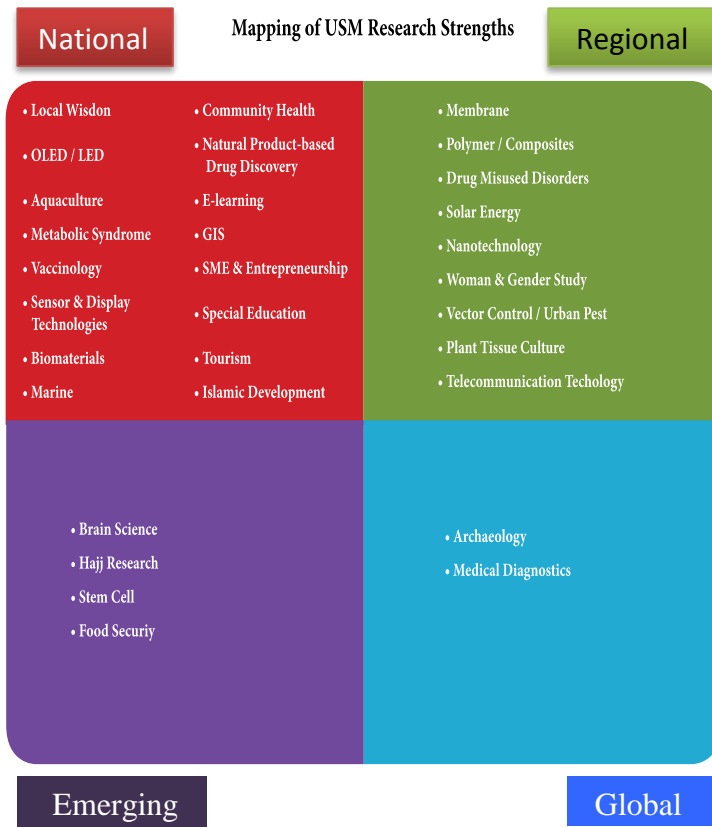 National
Mapping of USM Research Strengths
Regional
• Local Wisdon
• OLED / LED
• Aquaculture
• Metabolic Syndrome
• Vaccinology
• Sensor & Display
Technologies
• Biomaterials
• Marine
• Community Health
• Natural Product-based
Drug Discovery
• E-learning
• GIS
• SME & Entrepreneurship
• Special Education
• Tourism
• Islamic Development
• Membrane
• Polymer / Composites
• Drug Misused Disorders
• Solar Energy
• Nanotechnology
• Woman & Gender Study
• Vector Control / Urban Pest
• Plant Tissue Culture
• Telecommunication Techology
• Brain Science
• Hajj Research
• Stem Cell
• Food Securiy
• Archaeology
• Medical Diagnostics
Emerging
Global